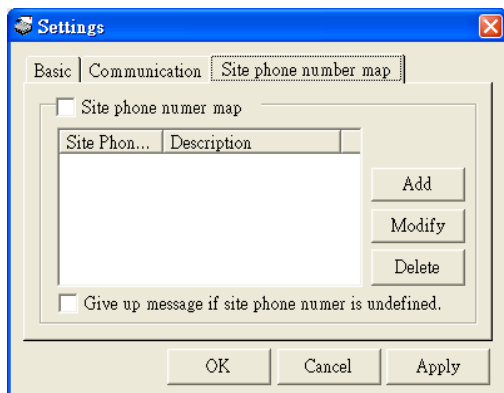 Settings
Basic Communication Site phone number map
Site phone numer map
Site Phon... Description
Add
Modify
Delete
Give up message if site phone numer is undefined.
OK Cancel Apply